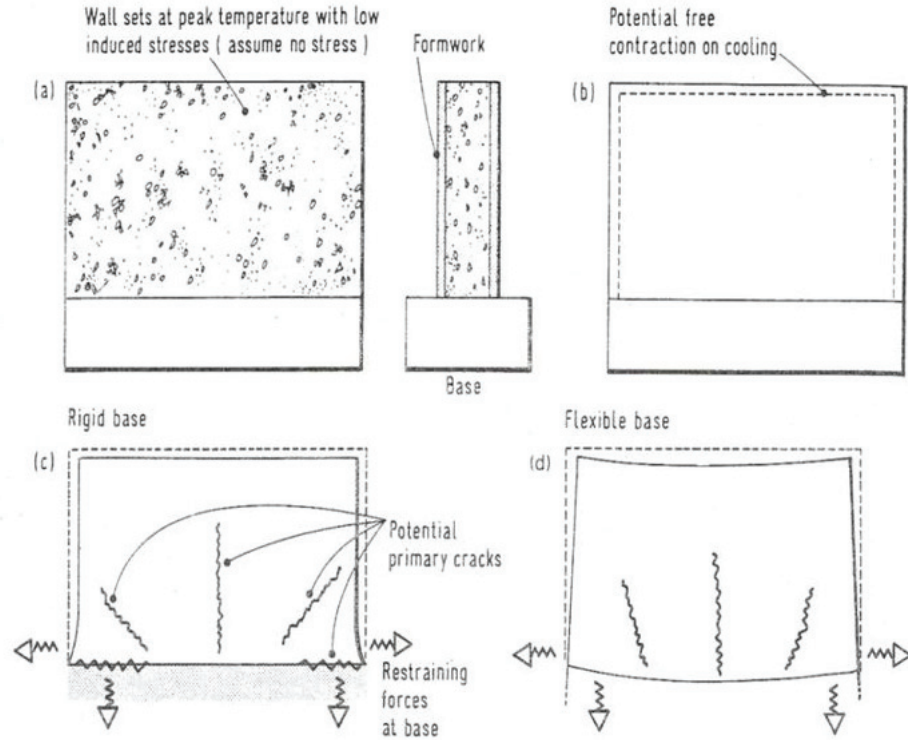 Wall sets at peak temperature with low
induced stresses ( assume no stress )
Formwork
Potential free
contraction on cooling
(a)
(b)
Base
Rigid base
Flexible base
(c)
(d)
Potential
primary cracks
Restraining
forces
at base